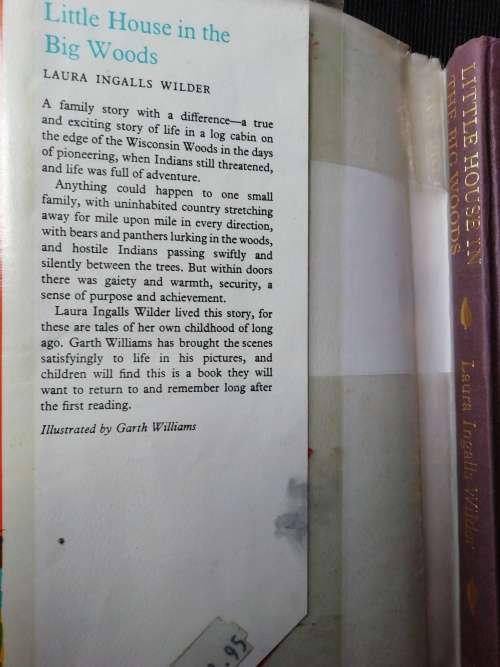 Little House in the
Big Woods
LAURA INGALLS WILDER
A family story with a difference—a true
and exciting story of life in a log cabin on
the edge of the Wisconsin Woods in the days
of pioneering, when Indians still threatened,
and life was full of adventure.
Anything could happen to one small
family, with uninhabited country stretching
away for mile upon mile in every direction,
with bears and panthers lurking in the woods,
and hostile Indians passing swiftly and
silently between the trees. But within doors
there was gaiety and warmth, security, a
sense of purpose and achievement.
Laura Ingalls Wilder lived this story, for
these are tales of her own childhood of long
ago. Garth Williams has brought the scenes
satisfyingly to life in his pictures, and
children will find this is a book they will
want to return to and remember long after
the first reading.
Illustrated by Garth Williams
.95
LITTLE HOUSE IN
THE BIG WOODS
Laura Ingalls Wilder